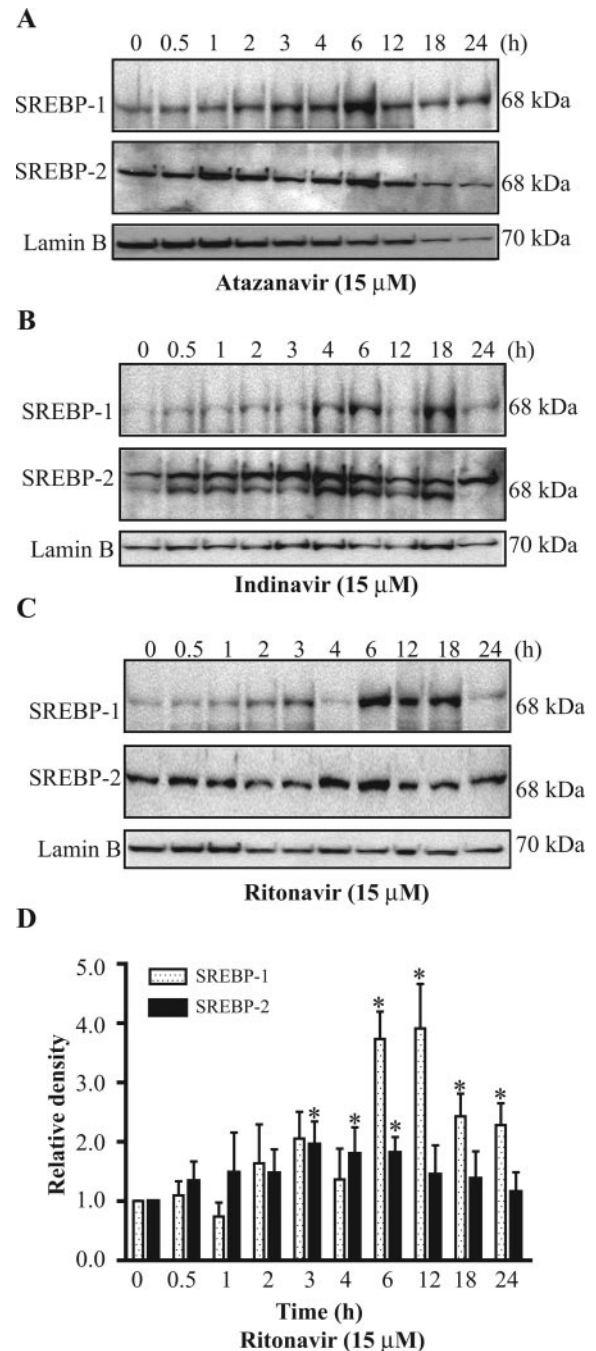 A
0 0.5 1 2 3 4 6 12 18 24 (h)
SREBP-1 68 kDa
SREBP-2 68 kDa
Lamin B 70 kDa
Atazanavir (15 μM)
B
0 0.5 1 2 3 4 6 12 18 24 (h)
SREBP-1 68 kDa
SREBP-2 68 kDa
Lamin B 70 kDa
Indinavir (15 μM)
C
0 0.5 1 2 3 4 6 12 18 24 (h)
SREBP-1 68 kDa
SREBP-2 68 kDa
Lamin B 70 kDa
Ritonavir (15 μM)
D
5.0
4.0
3.0
2.0
1.0
0.0
Relative density
SREBP-1
SREBP-2
* * * * * * *
0 0.5 1 2 3 4 6 12 18 24
Time (h)
Ritonavir (15 μM)